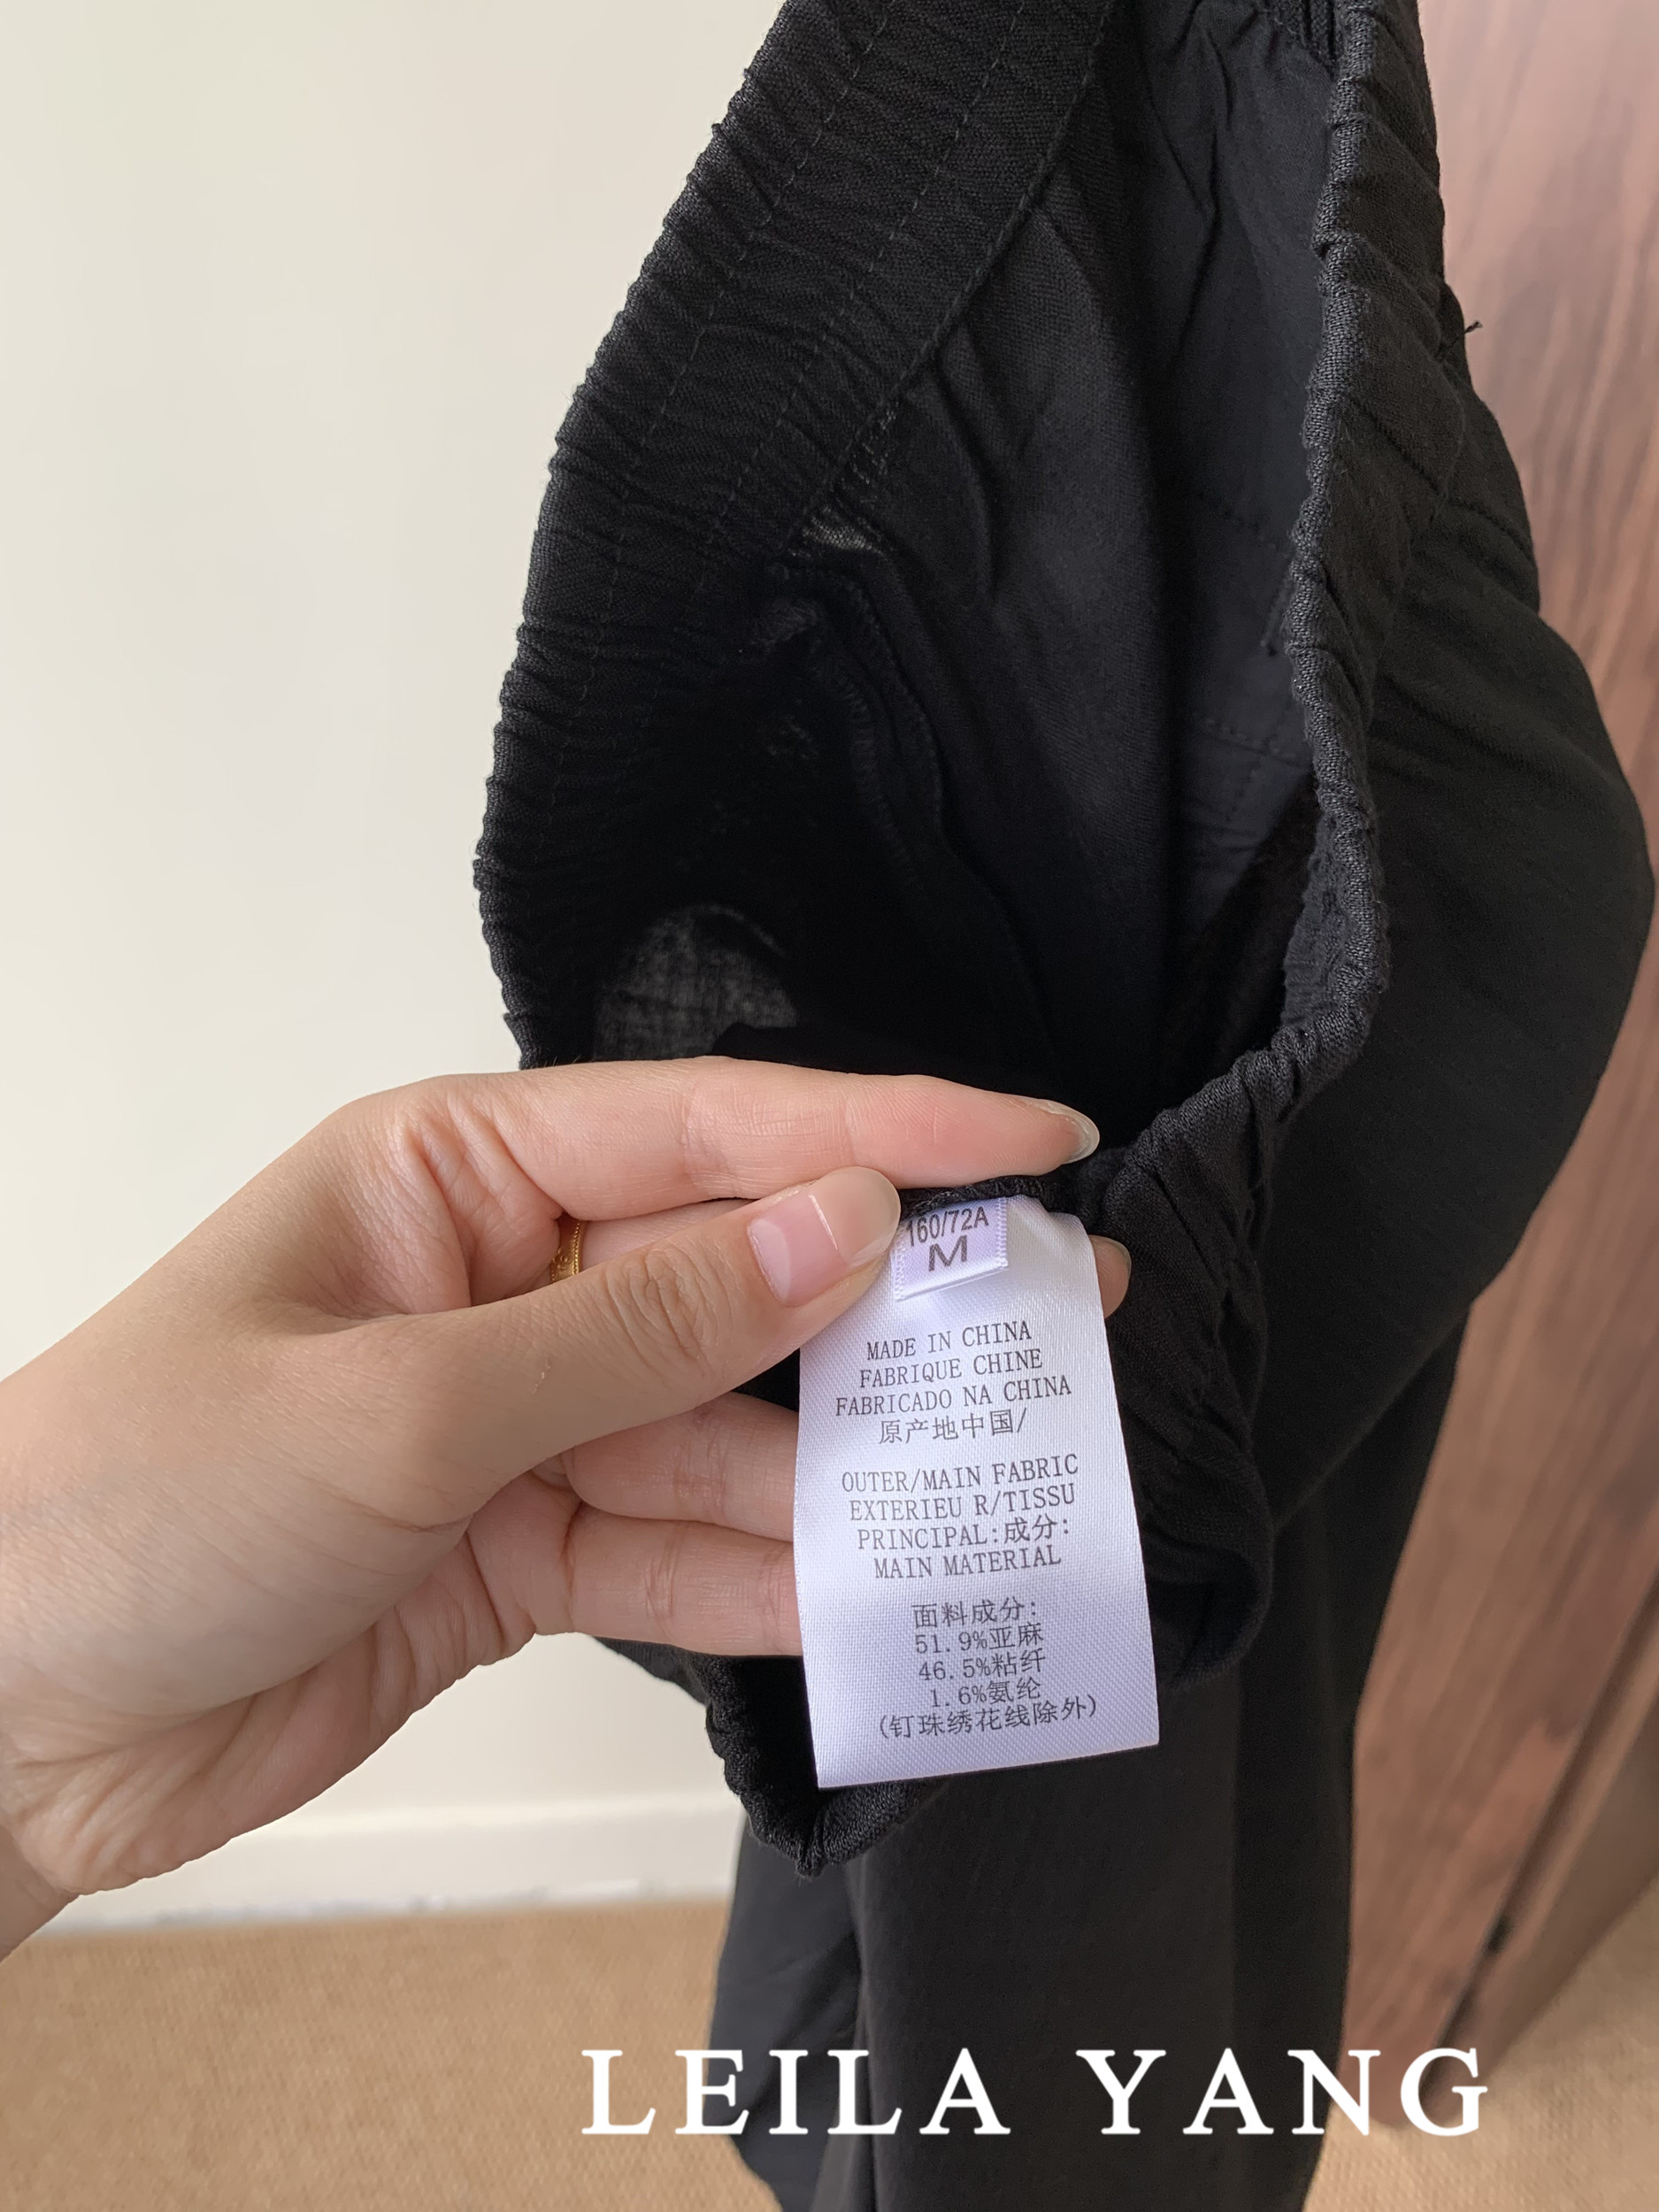 160/72A
M
MADE IN CHINA
FABRIQUE CHINE
FABRICADO NA CHINA
原产地中国/
OUTER/MAIN FABRIC
EXTERIEU R/TISSU
PRINCIPAL:成分:
MAIN MATERIAL
面料成分:
51.9%亚麻
46.5%粘纤
1.6%氨纶
(钉珠绣花线除外)
LEILA YANG